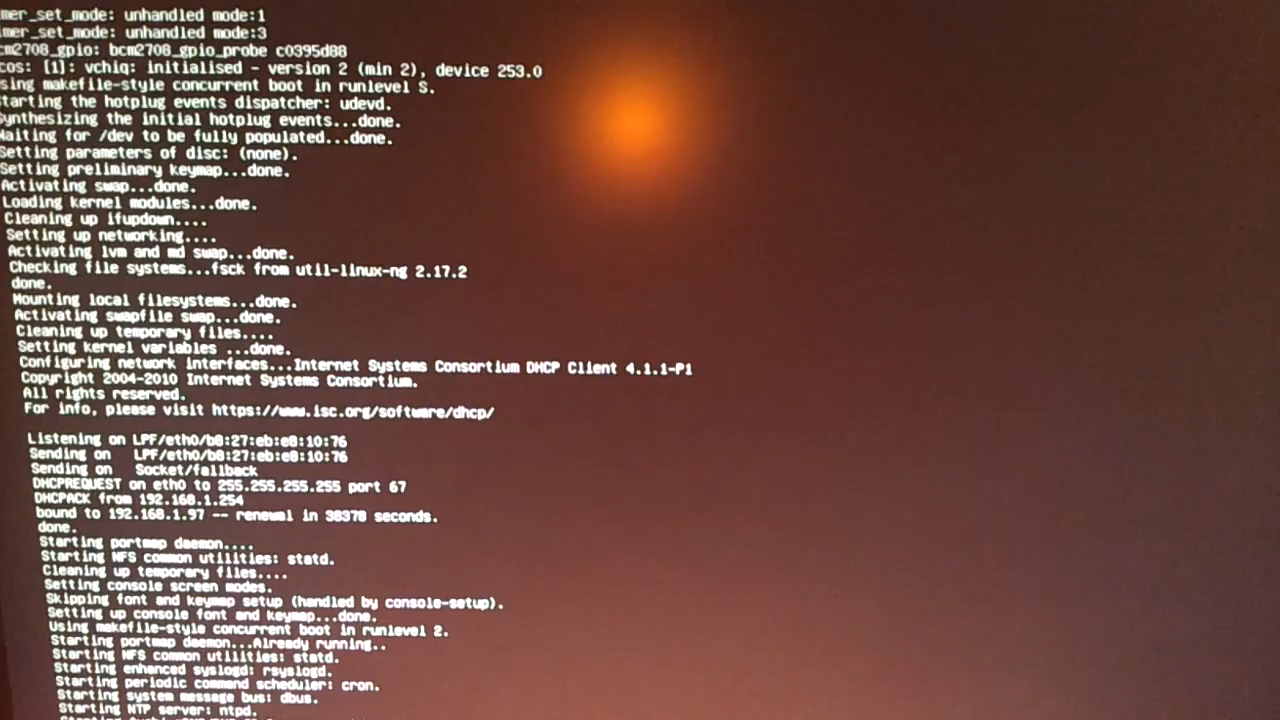 mer_set_mode: unhandled mode:1
mer_set_mode: unhandled mode:3
cm2708_gpio: bcm2708_gpio_probe c0395d88
cos: [1]: vchiq: initialised - version 2 (min 2), device 253.0
sing makefile-style concurrent boot in runlevel S.
tarting the hotplug events dispatcher: udevd.
Synthesizing the initial hotplug events...done.
Waiting for /dev to be fully populated...done.
Setting parameters of disc: (none).
Setting preliminary keymap...done.
Activating swap...done.
Loading kernel modules...done.
Cleaning up ifupdown....
Setting up networking....
Activating lvm and md swap...done.
Checking file systems...fsck from util-linux-ng 2.17.2
done.
Mounting local filesystems...done.
Activating swapfile swap...done.
Cleaning up temporary files....
Setting kernel variables ...done.
Configuring network interfaces...Internet Systems Consortium DHCP Client 4.1.1-P1
Copyright 2004-2010 Internet Systems Consortium.
All rights reserved.
For info, please visit https://www.isc.org/software/dhcp/
Listening on LPF/eth0/b8:27:eb:e8:10:76
Sending on   LPF/eth0/b8:27:eb:e8:10:76
Sending on   Socket/fallback
DHCPREQUEST on eth0 to 255.255.255.255 port 67
DHCPACK from 192.168.1.254
bound to 192.168.1.97 -- renewal in 38378 seconds.
done.
Starting portmap daemon....
Starting NFS common utilities: statd.
Cleaning up temporary files....
Setting console screen modes.
Skipping font and keymap setup (handled by console-setup).
Setting up console font and keymap...done.
Using makefile-style concurrent boot in runlevel 2.
Starting portmap daemon...Already running..
Starting NFS common utilities: statd.
Starting enhanced syslogd: rsyslogd.
Starting periodic command scheduler: cron.
Starting system message bus: dbus.
Starting NTP server: ntpd.